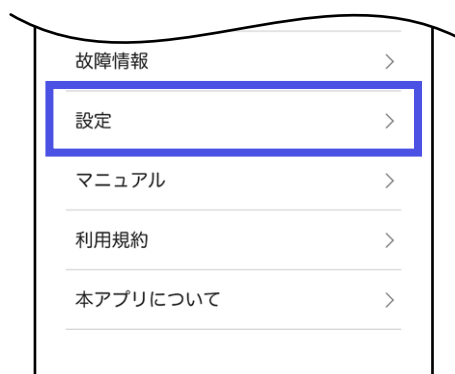 故障情報
設定
マニュアル
利用規約
本アプリについて